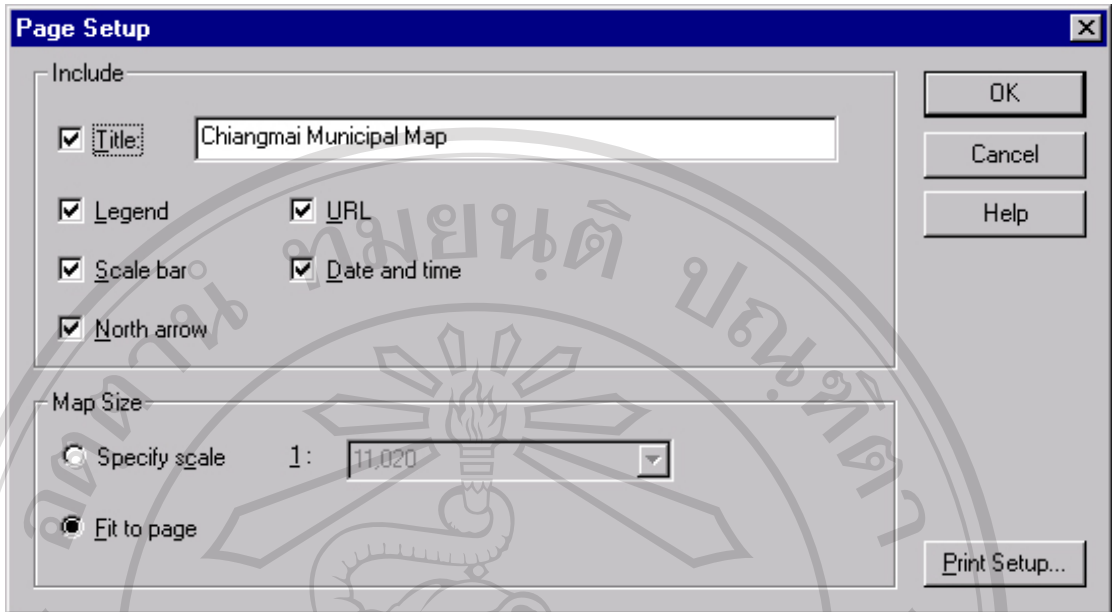 Page Setup
Include
Title: Chiangmai Municipal Map
Legend
URL
Scale bar
Date and time
North arrow
Map Size
Specify scale 1: 11,020
Fit to page
OK
Cancel
Help
Print Setup...